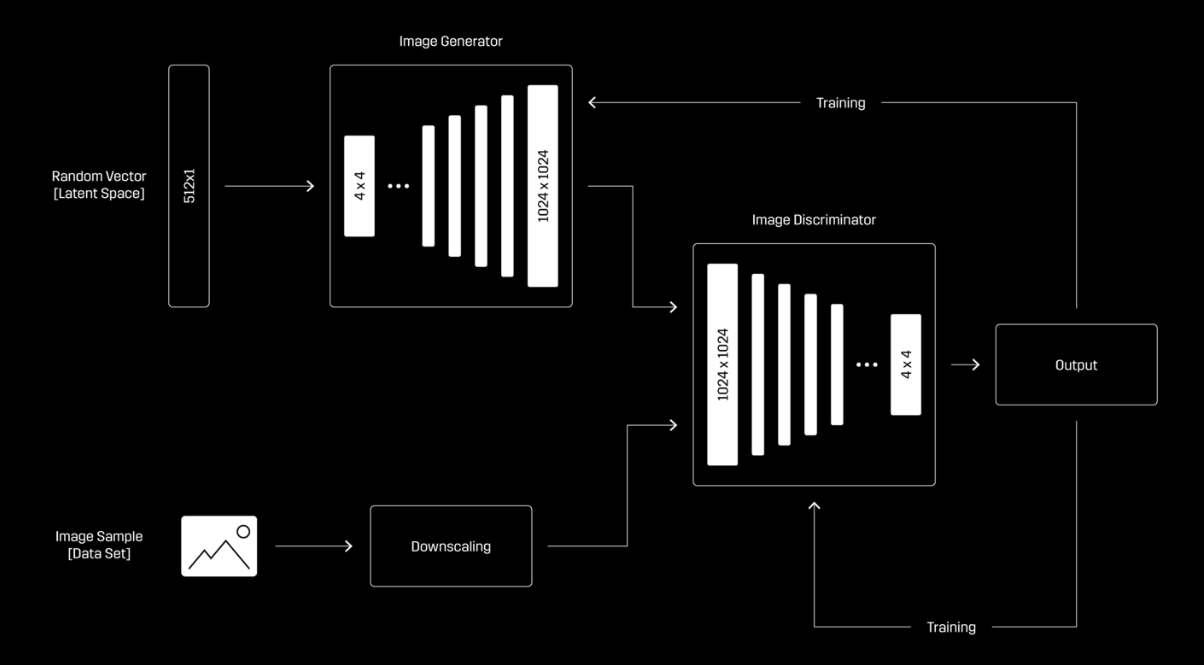 Image Generator
Random Vector
[Latent Space]
512x1
4 x 4
1024 x 1024
Training
Image Discriminator
1024 x 1024
4 x 4
Output
Image Sample
[Data Set]
Downscaling
Training